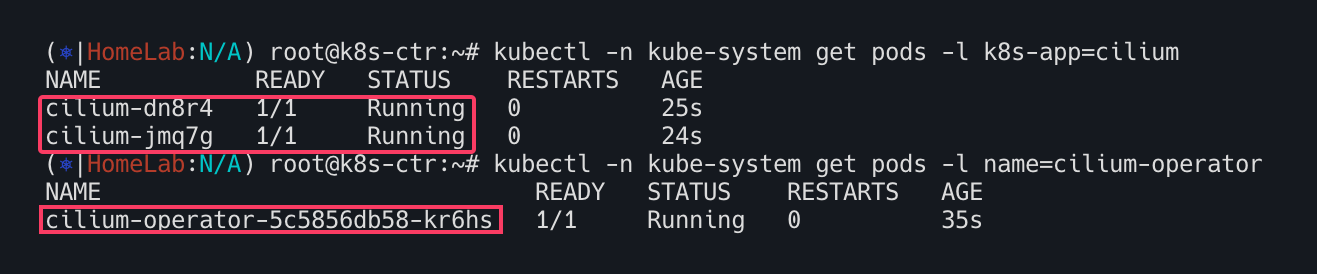 (⎈|HomeLab:N/A) root@k8s-ctr:~# kubectl -n kube-system get pods -l k8s-app=cilium
NAME           READY   STATUS    RESTARTS   AGE
cilium-dn8r4   1/1     Running   0          25s
cilium-jmq7g   1/1     Running   0          24s
(⎈|HomeLab:N/A) root@k8s-ctr:~# kubectl -n kube-system get pods -l name=cilium-operator
NAME                               READY   STATUS    RESTARTS   AGE
cilium-operator-5c5856db58-kr6hs   1/1     Running   0          35s